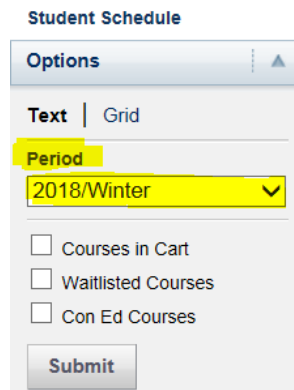 Student Schedule
Options
Text | Grid
Period
2018/Winter
Courses in Cart
Waitlisted Courses
Con Ed Courses
Submit